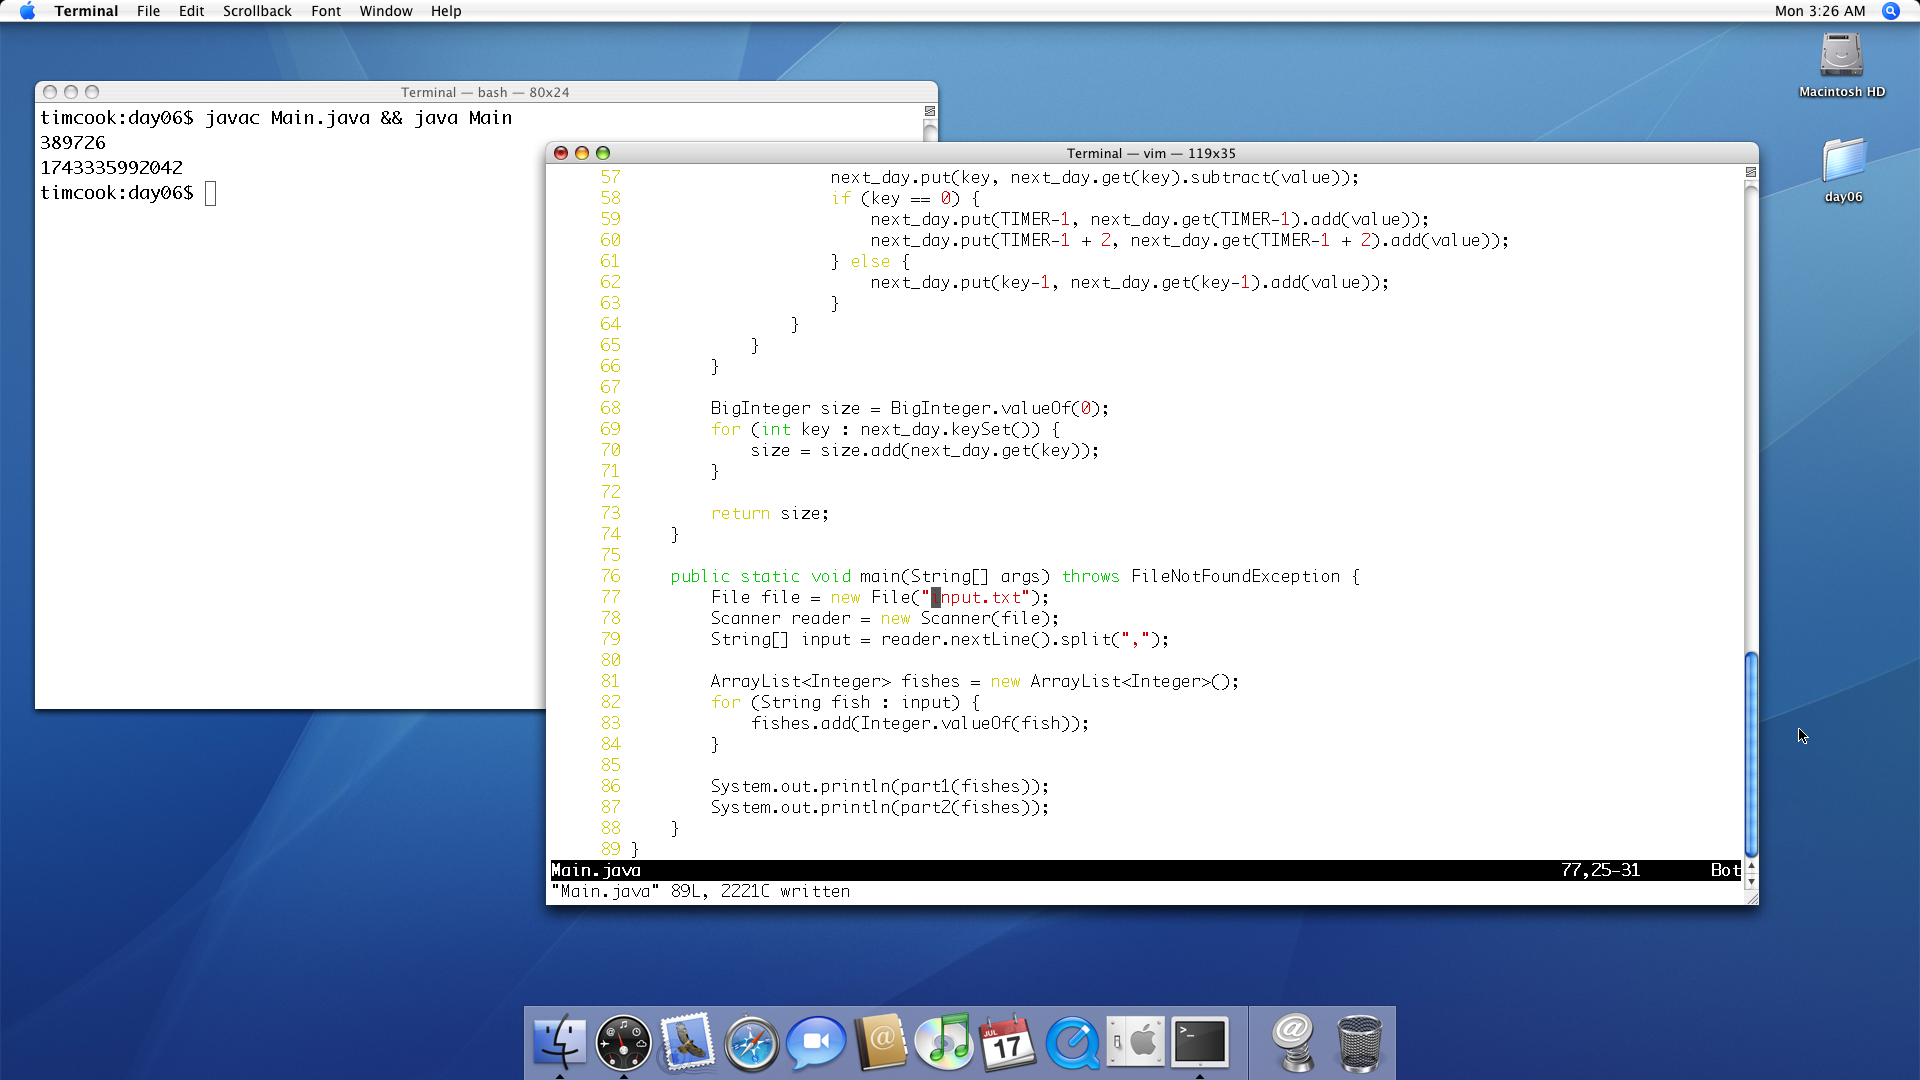 Terminal File Edit Scrollback Font Window Help Mon 3:26 AM
Macintosh HD
day06
Terminal — bash — 80x24
timcook:day06$ javac Main.java && java Main
389726
1743335992042
timcook:day06$
Terminal — vim — 119x35
57                     next_day.put(key, next_day.get(key).subtract(value));
58                     if (key == 0) {
59                         next_day.put(TIMER-1, next_day.get(TIMER-1).add(value));
60                         next_day.put(TIMER-1 + 2, next_day.get(TIMER-1 + 2).add(value));
61                     } else {
62                         next_day.put(key-1, next_day.get(key-1).add(value));
63                     }
64                 }
65             }
66         }
67
68         BigInteger size = BigInteger.valueOf(0);
69         for (int key : next_day.keySet()) {
70             size = size.add(next_day.get(key));
71         }
72
73         return size;
74     }
75
76     public static void main(String[] args) throws FileNotFoundException {
77         File file = new File("input.txt");
78         Scanner reader = new Scanner(file);
79         String[] input = reader.nextLine().split(",");
80
81         ArrayList<Integer> fishes = new ArrayList<Integer>();
82         for (String fish : input) {
83             fishes.add(Integer.valueOf(fish));
84         }
85
86         System.out.println(part1(fishes));
87         System.out.println(part2(fishes));
88     }
89 }
Main.java 77,25-31 Bot
"Main.java" 89L, 2221C written
JUL
17